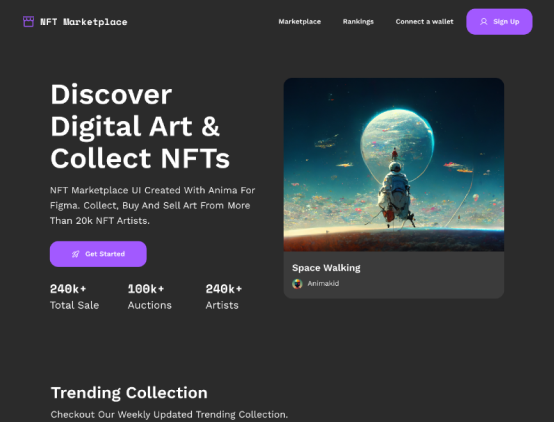 NFT Marketplace
Marketplace
Rankings
Connect a wallet
Sign Up
Discover
Digital Art &
Collect NFTs
NFT Marketplace UI Created With Anima For
Figma. Collect, Buy And Sell Art From More
Than 20k NFT Artists.
Get Started
240k+
Total Sale
100k+
Auctions
240k+
Artists
Space Walking
Animakid
Trending Collection
Checkout Our Weekly Updated Trending Collection.